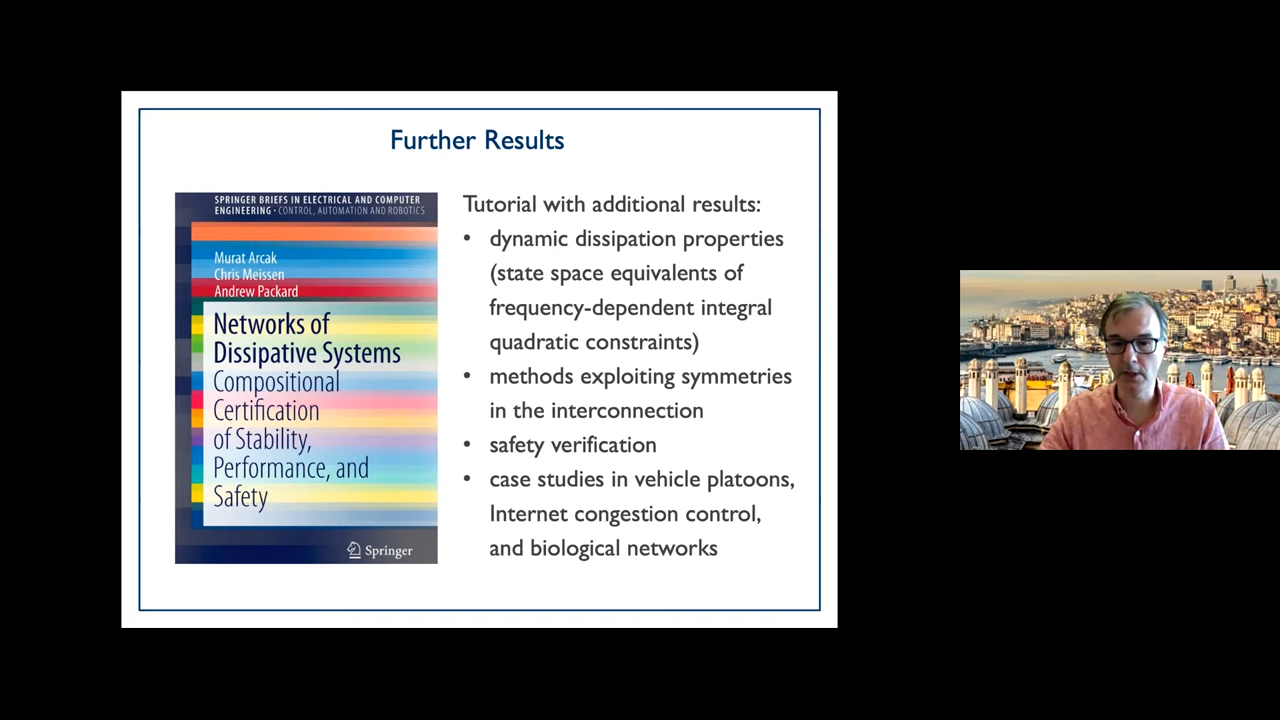 Further Results
SPRINGER BRIEFS IN ELECTRICAL AND COMPUTER
ENGINEERING · CONTROL, AUTOMATION AND ROBOTICS
Murat Arcak
Chris Meissen
Andrew Packard
Networks of
Dissipative Systems
Compositional
Certification
of Stability,
Performance, and
Safety
Springer
Tutorial with additional results:
• dynamic dissipation properties
(state space equivalents of
frequency-dependent integral
quadratic constraints)
• methods exploiting symmetries
in the interconnection
• safety verification
• case studies in vehicle platoons,
Internet congestion control,
and biological networks